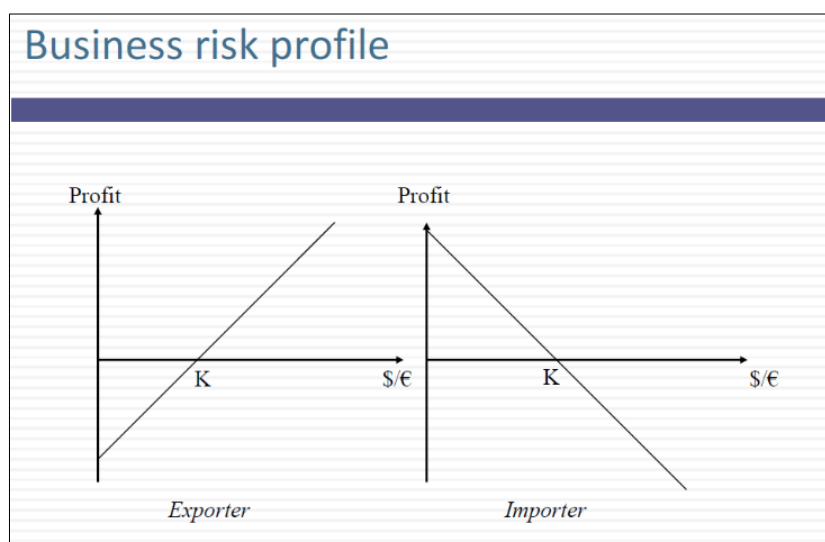 Business risk profile
Profit
Profit
K
$/€
K
$/€
Exporter
Importer